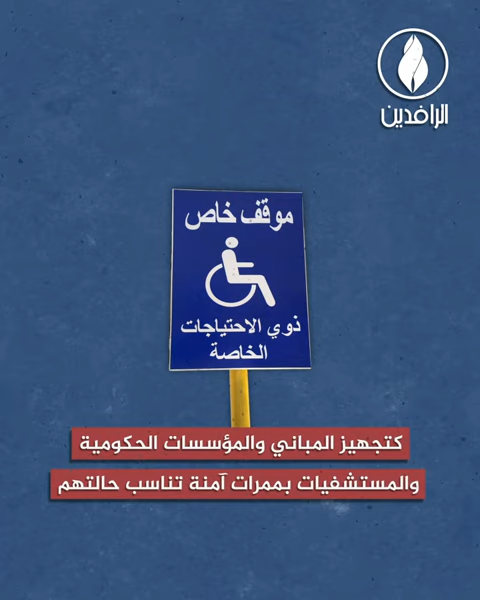 الرافدين
موقف خاص
ذوي الاحتياجات
الخاصة
كتجهيز المباني والمؤسسات الحكومية
والمستشفيات بممرات آمنة تناسب حالتهم